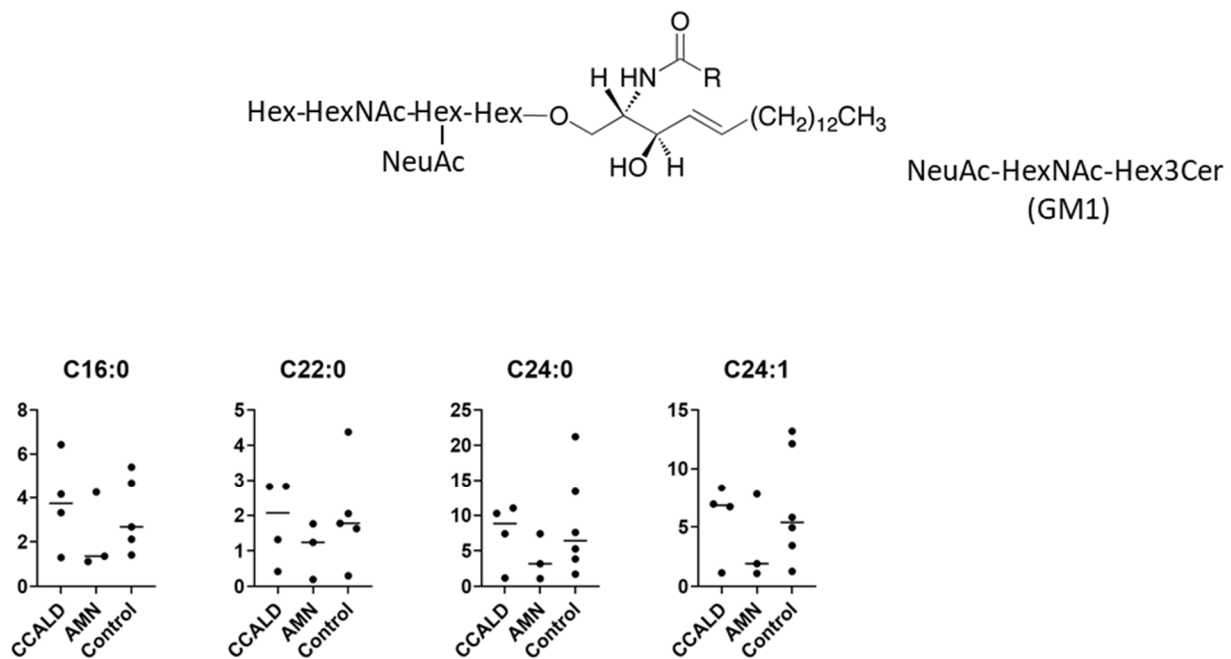 O
H HN R
Hex-HexNAc-Hex-Hex—O (CH₂)₁₂CH₃
NeuAc
HO H
NeuAc-HexNAc-Hex3Cer
(GM1)
C16:0
8
6
4
2
0
CCALD AMN Control
C22:0
5
4
3
2
1
0
CCALD AMN Control
C24:0
25
20
15
10
5
0
CCALD AMN Control
C24:1
15
10
5
0
CCALD AMN Control